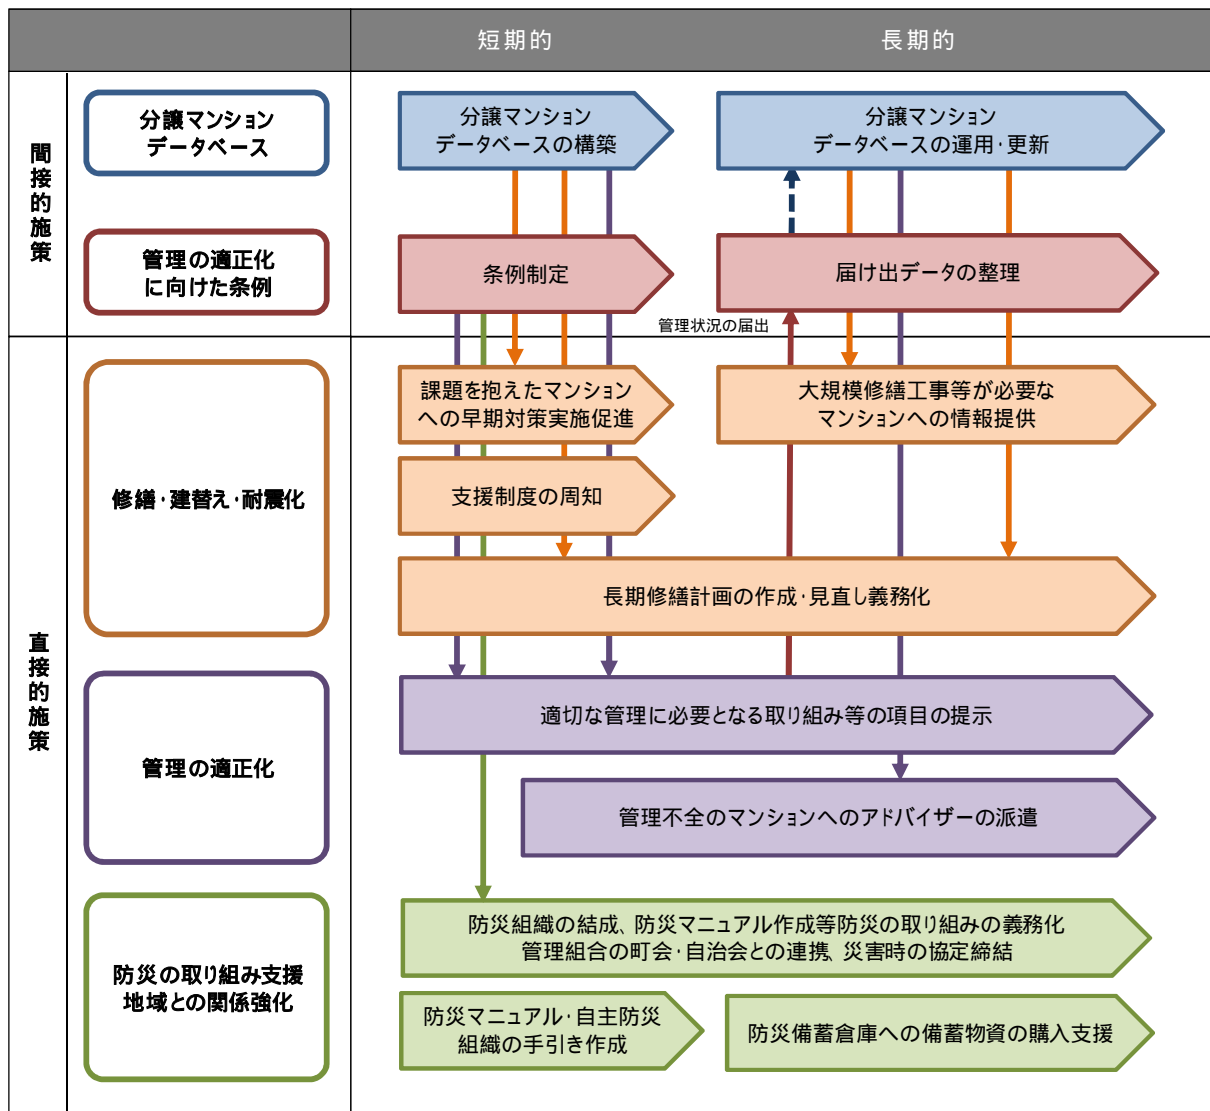 短期的
長期的
間接的施策
分譲マンション
データベース
分譲マンション
データベースの構築
分譲マンション
データベースの運用・更新
管理の適正化
に向けた条例
条例制定
届け出データの整理
管理状況の届出
直接的施策
修繕・建替え・耐震化
課題を抱えたマンション
への早期対策実施促進
大規模修繕工事等が必要な
マンションへの情報提供
支援制度の周知
長期修繕計画の作成・見直し義務化
管理の適正化
適切な管理に必要となる取り組み等の項目の提示
管理不全のマンションへのアドバイザーの派遣
防災の取り組み支援
地域との関係強化
防災組織の結成、防災マニュアル作成等防災の取り組みの義務化
管理組合の町会・自治会との連携、災害時の協定締結
防災マニュアル・自主防災
組織の手引き作成
防災備蓄倉庫への備蓄物資の購入支援